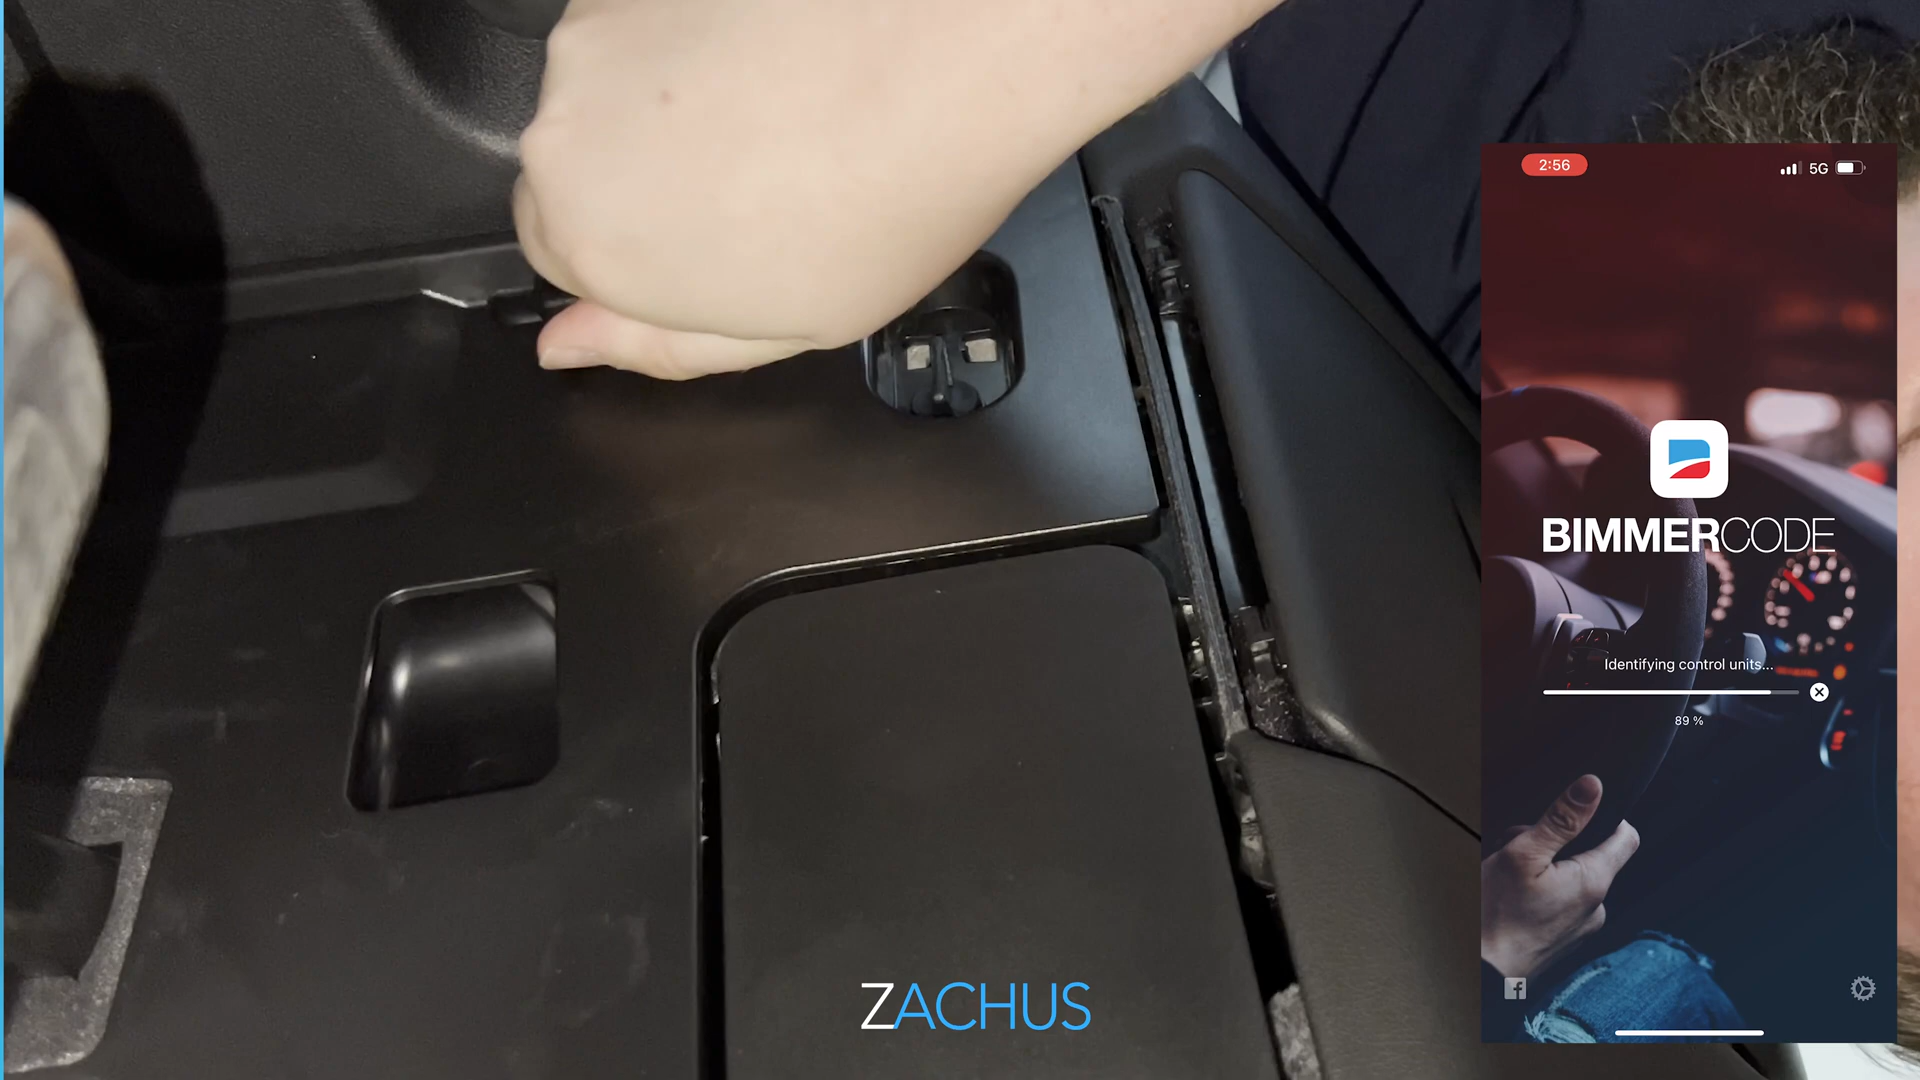 2:56
5G
BIMMERCODE
Identifying control units...
89 %
ZACHUS